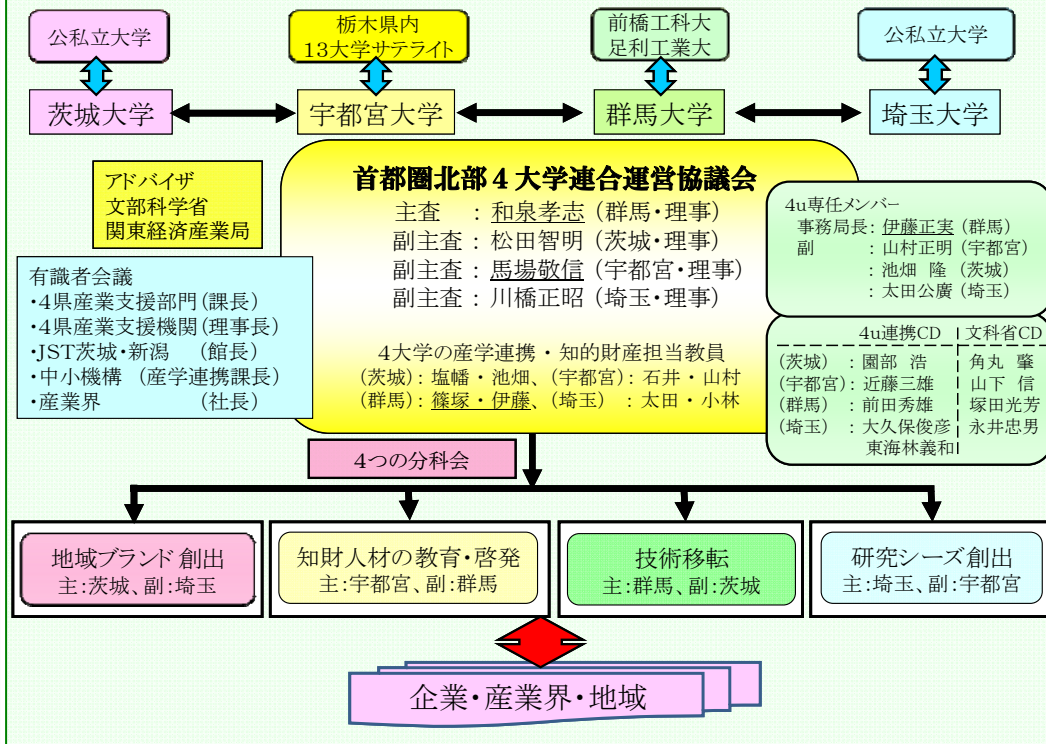 公私立大学
栃木県内
13大学サテライト
前橋工科大
足利工業大
公私立大学
茨城大学
宇都宮大学
群馬大学
埼玉大学
アドバイザ
文部科学省
関東経済産業局
有識者会議
・4県産業支援部門(課長)
・4県産業支援機関(理事長)
・JST茨城・新潟 (館長)
・中小機構 (産学連携課長)
・産業界 (社長)
首都圏北部4大学連合運営協議会
主査 : 和泉孝志 (群馬・理事)
副主査 : 松田智明 (茨城・理事)
副主査 : 馬場敬信 (宇都宮・理事)
副主査 : 川橋正昭 (埼玉・理事)
4大学の産学連携・知的財産担当教員
(茨城): 塩幡・池畑、(宇都宮): 石井・山村
(群馬): 篠塚・伊藤、(埼玉) : 太田・小林
4u専任メンバー
事務局長: 伊藤正実 (群馬)
副 : 山村正明 (宇都宮)
: 池畑 隆 (茨城)
: 太田公廣 (埼玉)
4u連携CD 文科省CD
(茨城) : 園部 浩 角丸 肇
(宇都宮): 近藤三雄 山下 信
(群馬) : 前田秀雄 塚田光芳
(埼玉) : 大久保俊彦 永井忠男
東海林義和
4つの分科会
地域ブランド創出
主:茨城、副:埼玉
知財人材の教育・啓発
主:宇都宮、副:群馬
技術移転
主:群馬、副:茨城
研究シーズ創出
主:埼玉、副:宇都宮
企業・産業界・地域